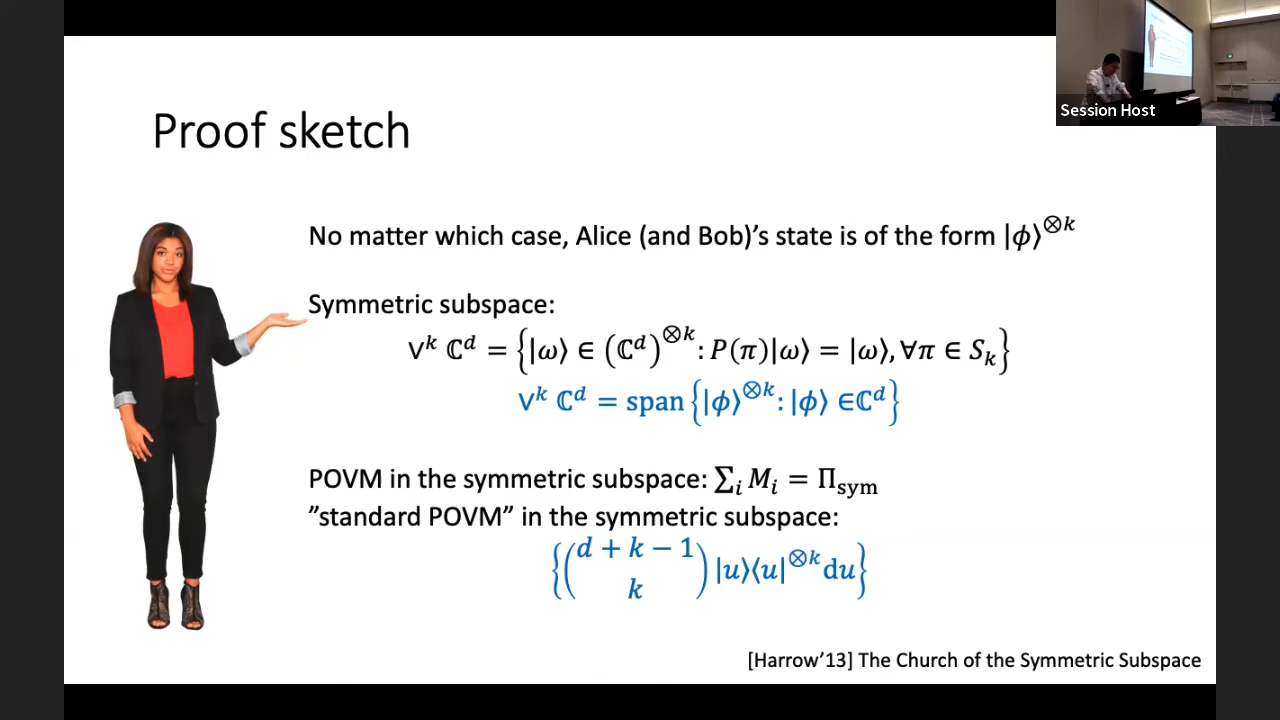 Session Host
Proof sketch
No matter which case, Alice (and Bob)'s state is of the form |ϕ⟩^{⊗k}
Symmetric subspace:
∨^k ℂ^d = {|ω⟩ ∈ (ℂ^d)^{⊗k}: P(π)|ω⟩ = |ω⟩, ∀π ∈ S_k}
∨^k ℂ^d = span{|ϕ⟩^{⊗k}: |ϕ⟩ ∈ℂ^d}
POVM in the symmetric subspace: ∑_i M_i = Π_sym
”standard POVM” in the symmetric subspace:
{(d + k − 1 
k) |u⟩⟨u|^{⊗k} du}
[Harrow’13] The Church of the Symmetric Subspace